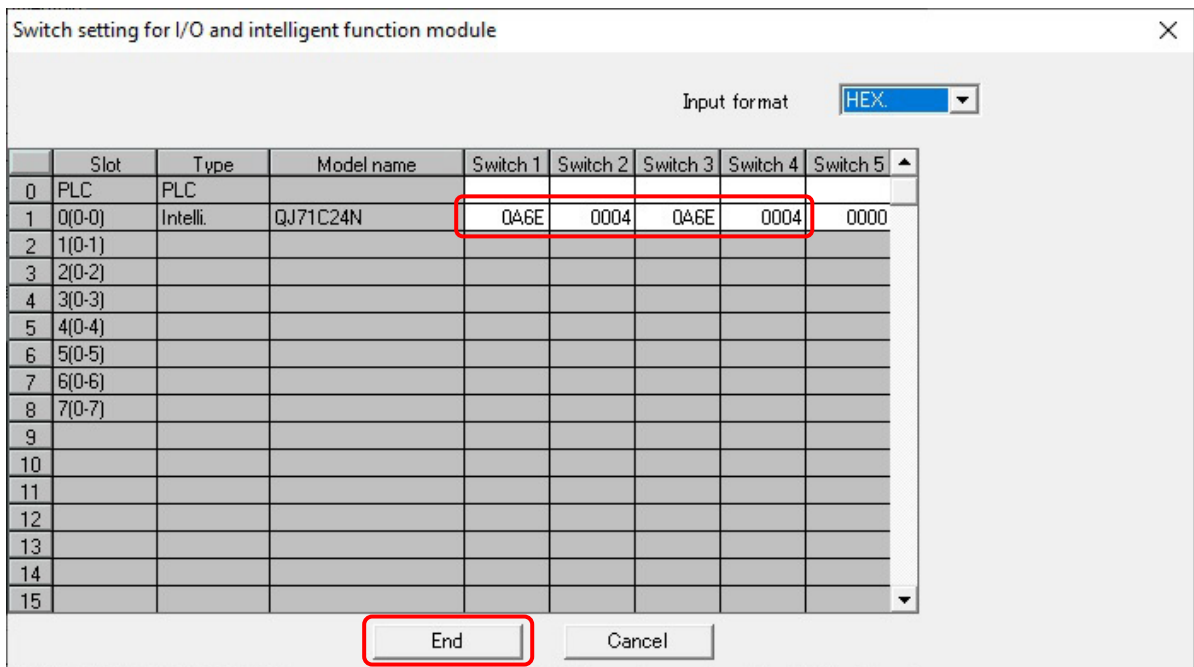 Switch setting for I/O and intelligent function module
Input format HEX.
Slot Type Model name Switch 1 Switch 2 Switch 3 Switch 4 Switch 5
0 PLC PLC
1 0(0-0) Intelli. QJ71C24N 0A6E 0004 0A6E 0004 0000
2 1(0-1)
3 2(0-2)
4 3(0-3)
5 4(0-4)
6 5(0-5)
7 6(0-6)
8 7(0-7)
9
10
11
12
13
14
15
End Cancel